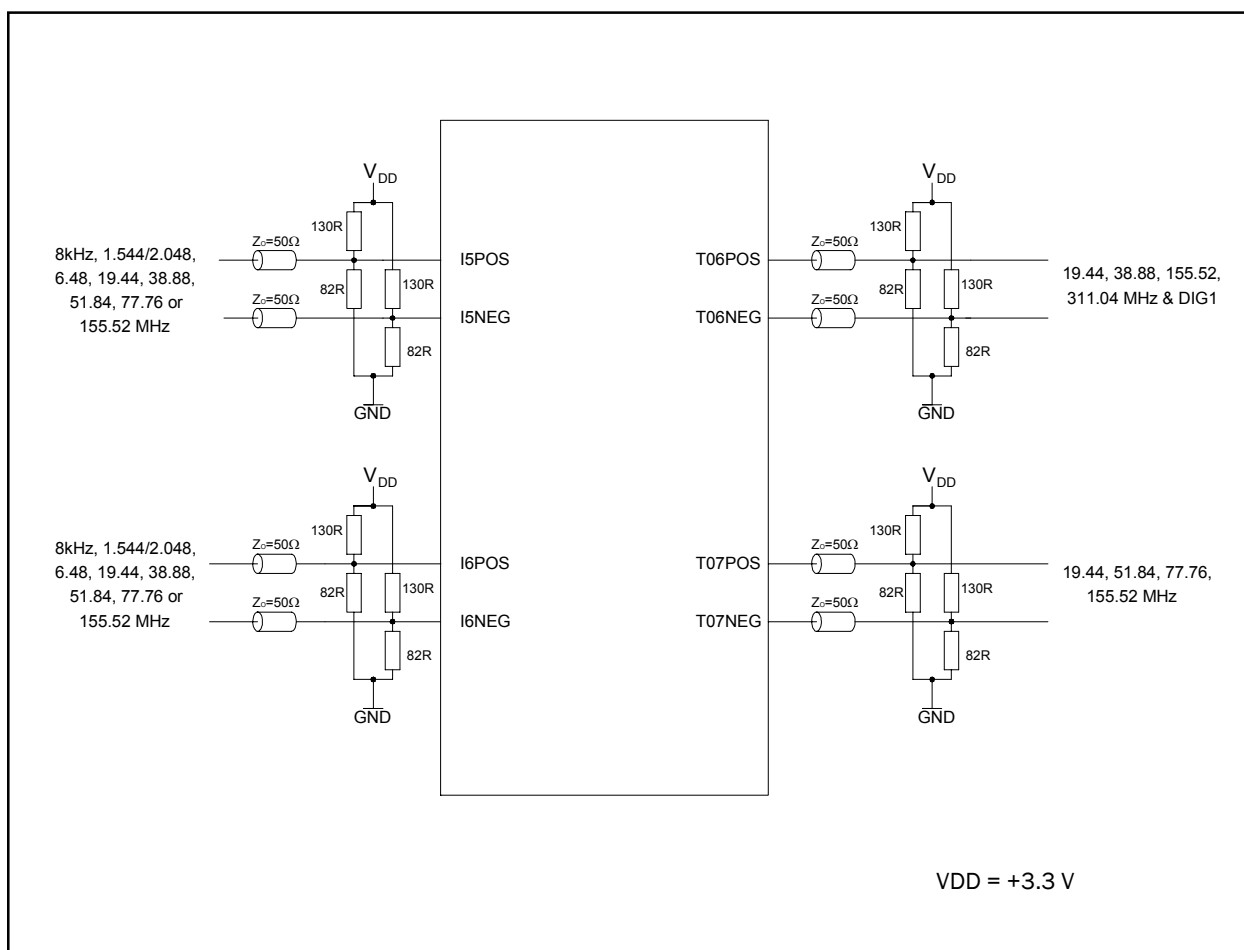 VDD
130R
Z₀=50Ω
8kHz, 1.544/2.048,
6.48, 19.44, 38.88,
51.84, 77.76 or
155.52 MHz
I5POS
82R
130R
Z₀=50Ω
I5NEG
82R
GND
VDD
130R
Z₀=50Ω
T06POS
19.44, 38.88, 155.52,
311.04 MHz & DIG1
82R
130R
Z₀=50Ω
T06NEG
82R
GND
VDD
130R
Z₀=50Ω
8kHz, 1.544/2.048,
6.48, 19.44, 38.88,
51.84, 77.76 or
155.52 MHz
I6POS
82R
130R
Z₀=50Ω
I6NEG
82R
GND
VDD
130R
Z₀=50Ω
T07POS
19.44, 51.84, 77.76,
155.52 MHz
82R
130R
Z₀=50Ω
T07NEG
82R
GND
VDD = +3.3 V